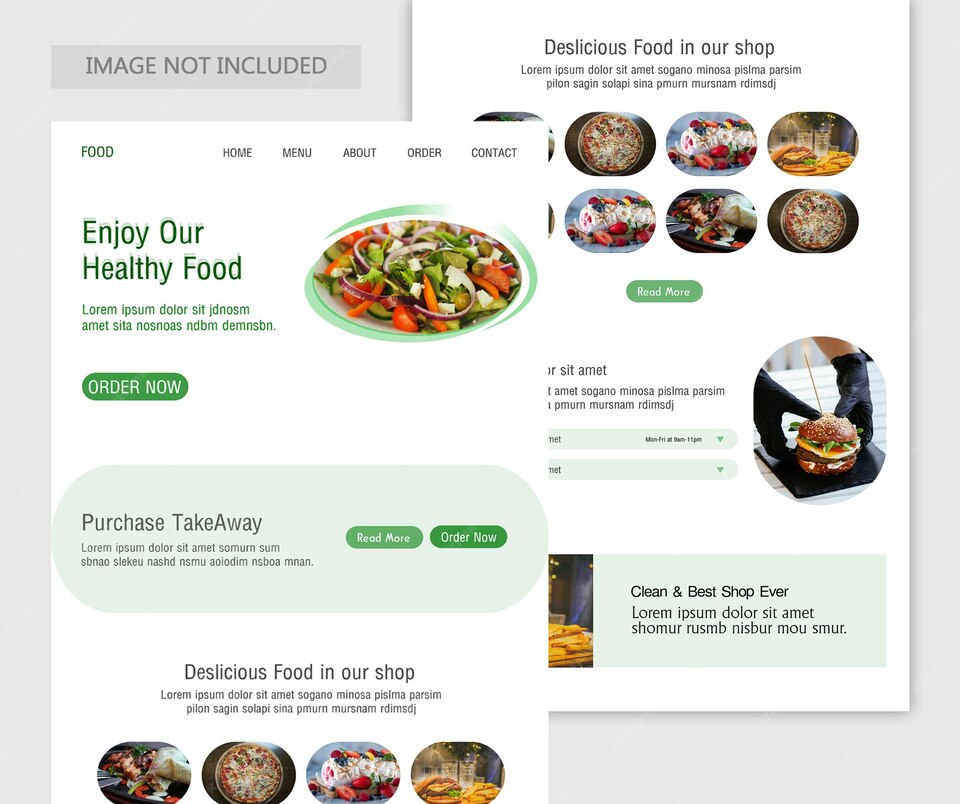 IMAGE NOT INCLUDED
FOOD
HOME MENU ABOUT ORDER CONTACT
Enjoy Our
Healthy Food
Lorem ipsum dolor sit jdnosm
amet sita nosnoas ndbm demnsbn.
ORDER NOW
Purchase TakeAway
Lorem ipsum dolor sit amet somurn sum
sbnao slekeu nashd nsmu aoiodim nsboa mnan.
Read More
Order Now
Deslicious Food in our shop
Lorem ipsum dolor sit amet sogano minosa pislma parsim
pilon sagin solapi sina pmurn mursnam rdimsdj
Deslicious Food in our shop
Lorem ipsum dolor sit amet sogano minosa pislma parsim
pilon sagin solapi sina pmurn mursnam rdimsdj
Read More
sit amet
t amet sogano minosa pislma parsim
a pmurn mursnam rdimsdj
met Mon-Fri at 9am-11pm
met
Clean & Best Shop Ever
Lorem ipsum dolor sit amet
shomur rusmb nisbur mou smur.